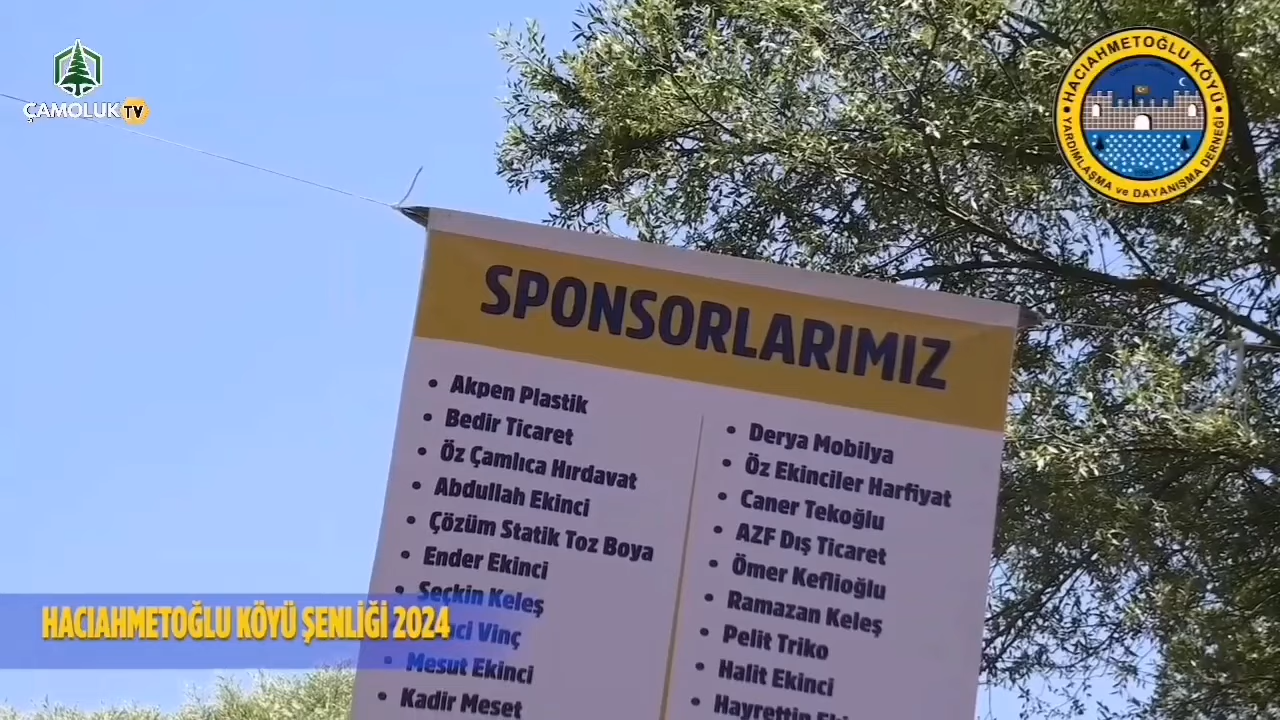 ÇAMOLUK TV
HACIAHMETOĞLU KÖYÜ
YARDIMLAŞMA ve DAYANIŞMA DERNEĞİ
SPONSORLARIMIZ
• Akpen Plastik
• Bedir Ticaret
• Öz Çamlıca Hırdavat
• Abdullah Ekinci
• Çözüm Statik Toz Boya
• Ender Ekinci
• Seçkin Keleş
Vinç
• Mesut Ekinci
• Kadir Meset
• Derya Mobilya
• Öz Ekinciler Harfiyat
• Caner Tekoğlu
• AZF Dış Ticaret
• Ömer Keflioğlu
• Ramazan Keleş
• Pelit Triko
• Halit Ekinci
• Hayrettin
HACIAHMETOĞLU KÖYÜ ŞENLİĞİ 2024